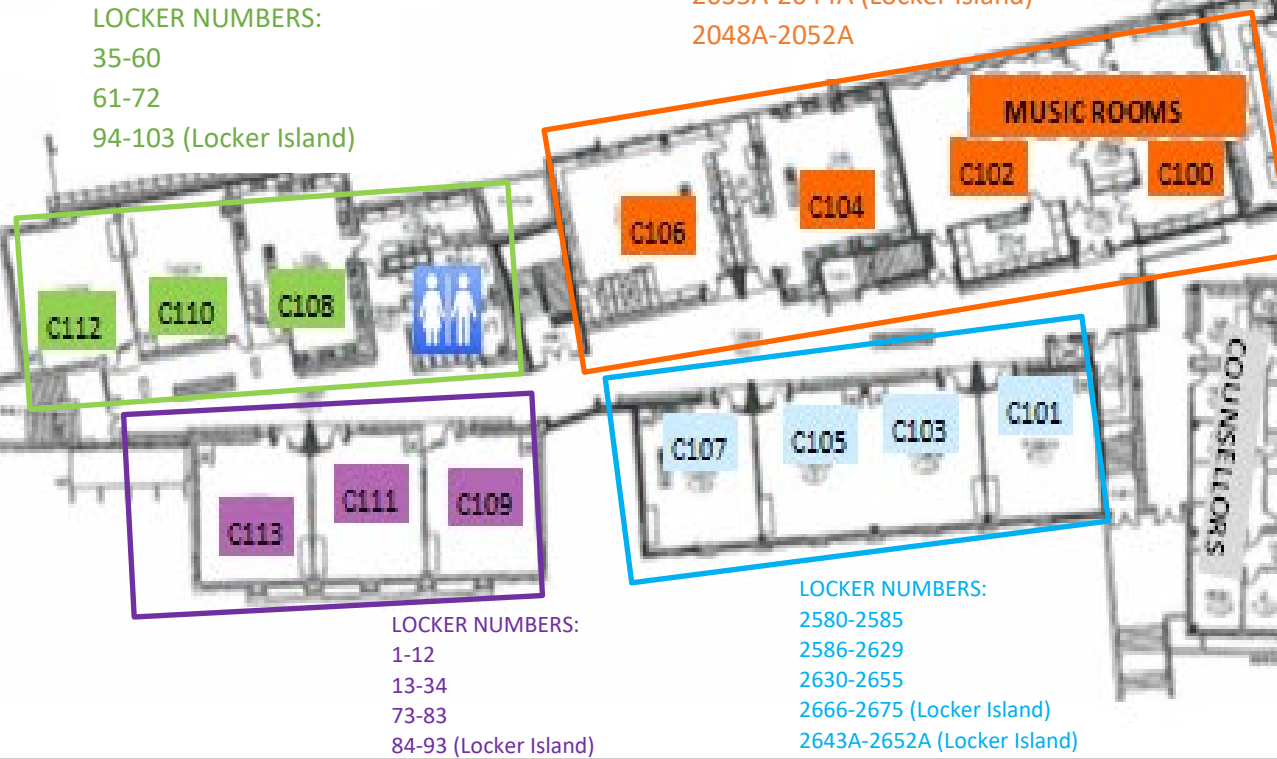 LOCKER NUMBERS:
35-60
61-72
94-103 (Locker Island)
2048A-2052A
MUSIC ROOMS
C106
C104
C102
C100
C112
C110
C108
C113
C111
C109
C107
C105
C103
C101
COUNSELLORS
LOCKER NUMBERS:
1-12
13-34
73-83
84-93 (Locker Island)
LOCKER NUMBERS:
2580-2585
2586-2629
2630-2655
2666-2675 (Locker Island)
2643A-2652A (Locker Island)